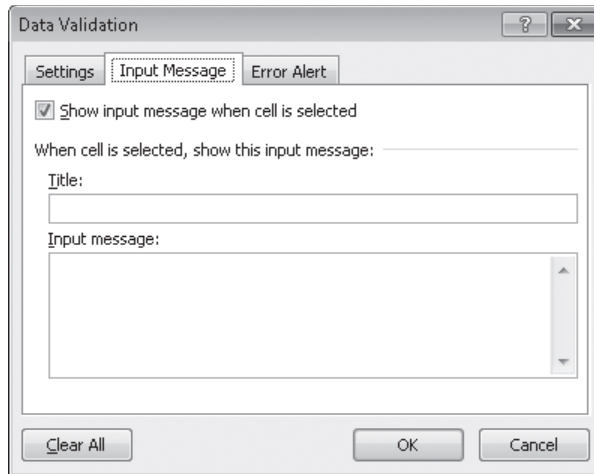 Data Validation
Settings Input Message Error Alert
Show input message when cell is selected
When cell is selected, show this input message:
Title:
Input message:
Clear All OK Cancel